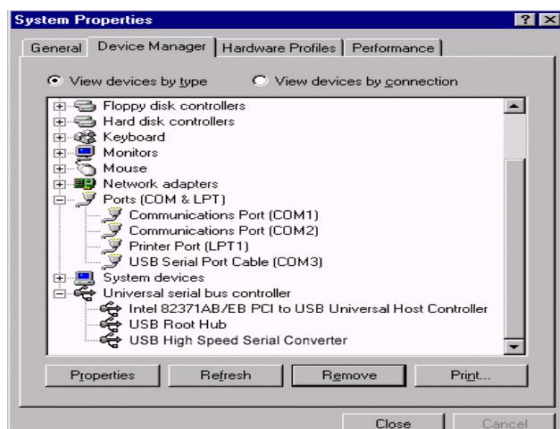 System Properties
General Device Manager Hardware Profiles Performance
View devices by type View devices by connection
Floppy disk controllers
Hard disk controllers
Keyboard
Monitors
Mouse
Network adapters
Ports (COM & LPT)
Communications Port (COM1)
Communications Port (COM2)
Printer Port (LPT1)
USB Serial Port Cable (COM3)
System devices
Universal serial bus controller
Intel 82371AB/EB PCI to USB Universal Host Controller
USB Root Hub
USB High Speed Serial Converter
Properties Refresh Remove Print...
Close Cancel